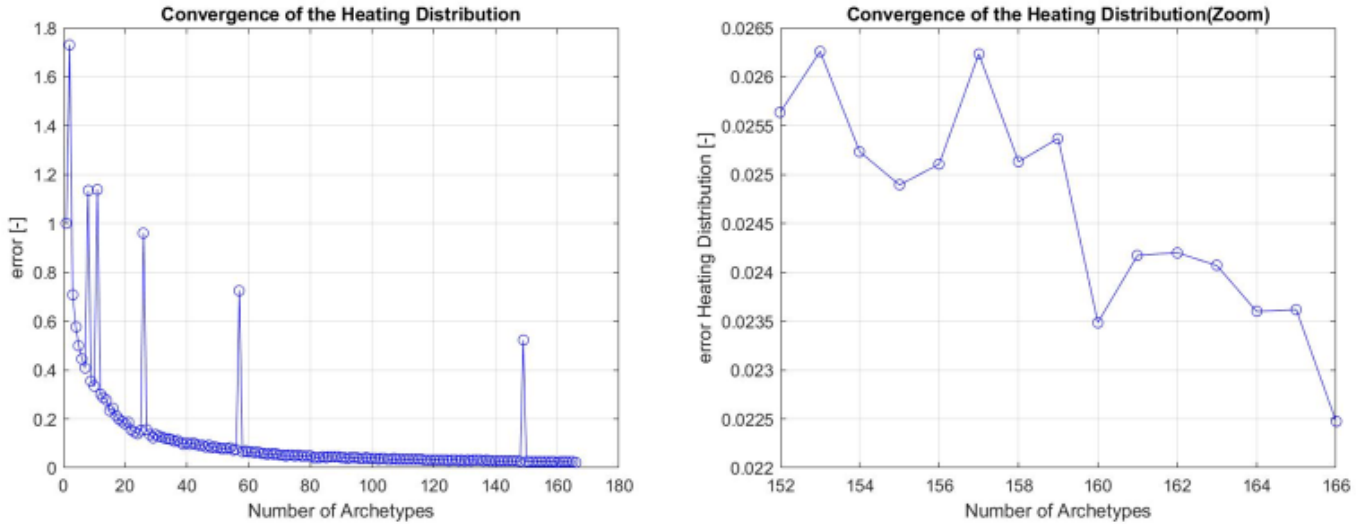 Convergence of the Heating Distribution
1.8
1.6
1.4
1.2
1
0.8
0.6
0.4
0.2
0
error [-]
0 20 40 60 80 100 120 140 160 180
Number of Archetypes
Convergence of the Heating Distribution(Zoom)
0.0265
0.026
0.0255
0.025
0.0245
0.024
0.0235
0.023
0.0225
0.022
error Heating Distribution [-]
152 154 156 158 160 162 164 166
Number of Archetypes